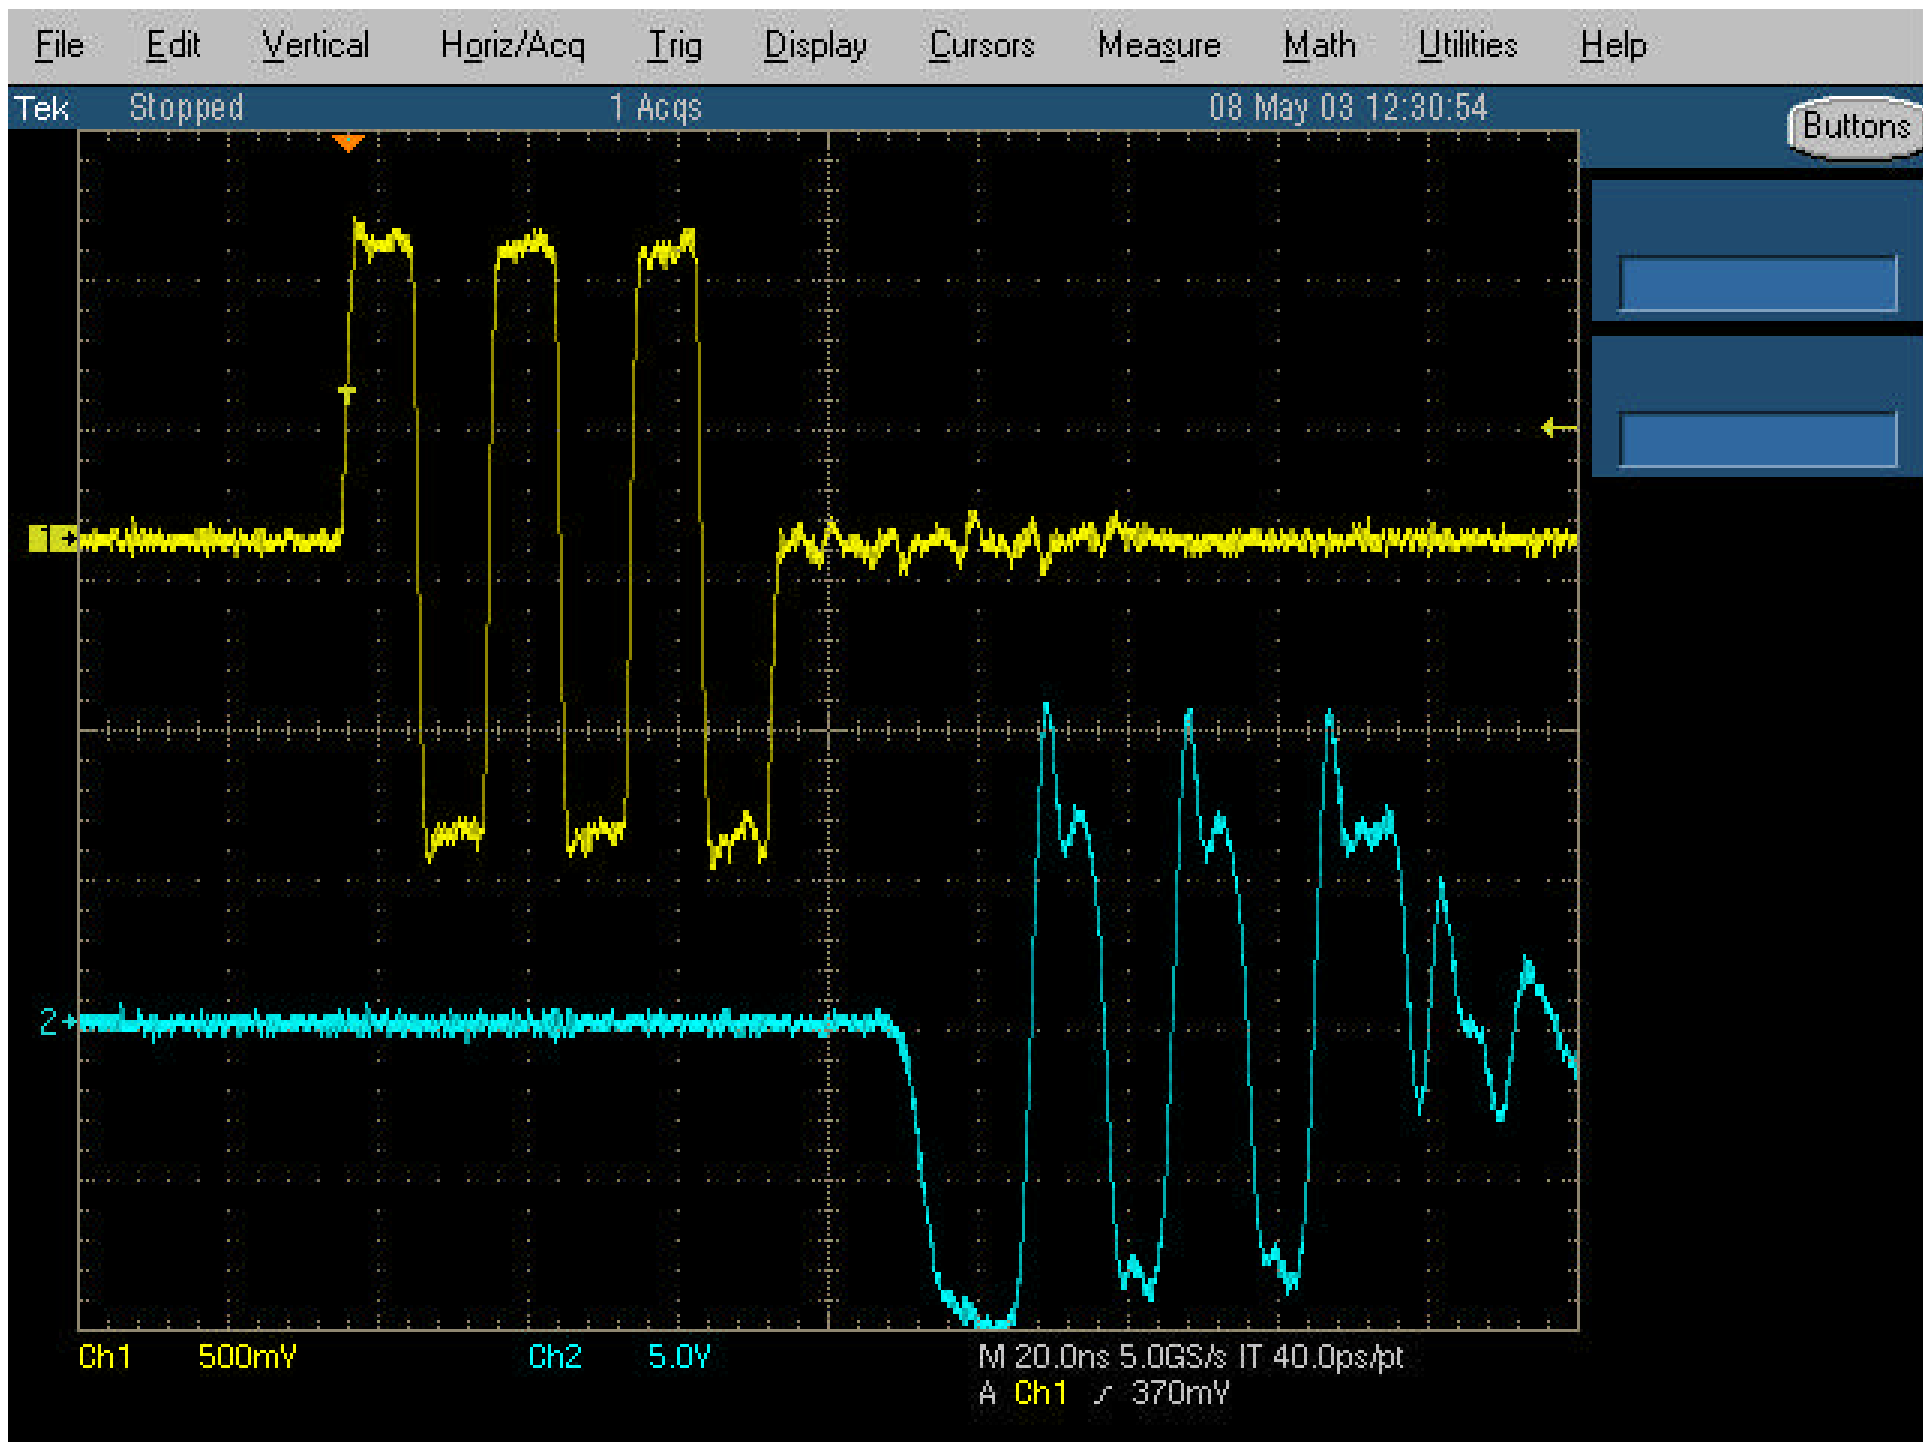 File Edit Vertical Horiz/Acq Trig Display Cursors Measure Math Utilities Help
Tek Stopped 1 Acqs 08 May 03 12:30:54
Buttons
1
2
Ch1 500mV Ch2 5.0V M 20.0ns 5.0GS/s IT 40.0ps/pt
A Ch1 370mV